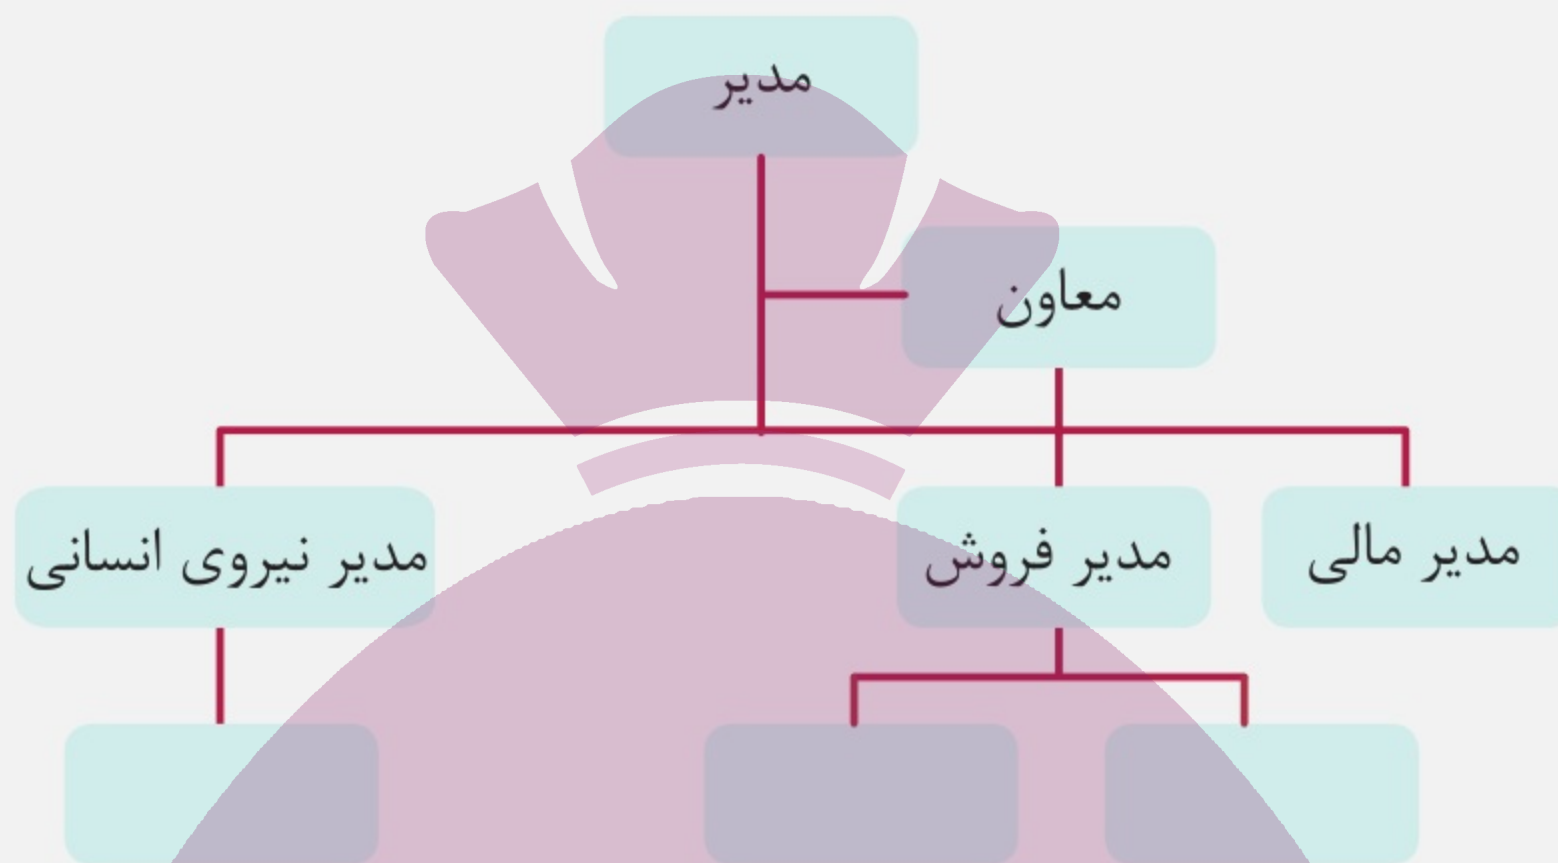 مدیر
معاون
مدیر مالی
مدیر فروش
مدیر نیروی انسانی